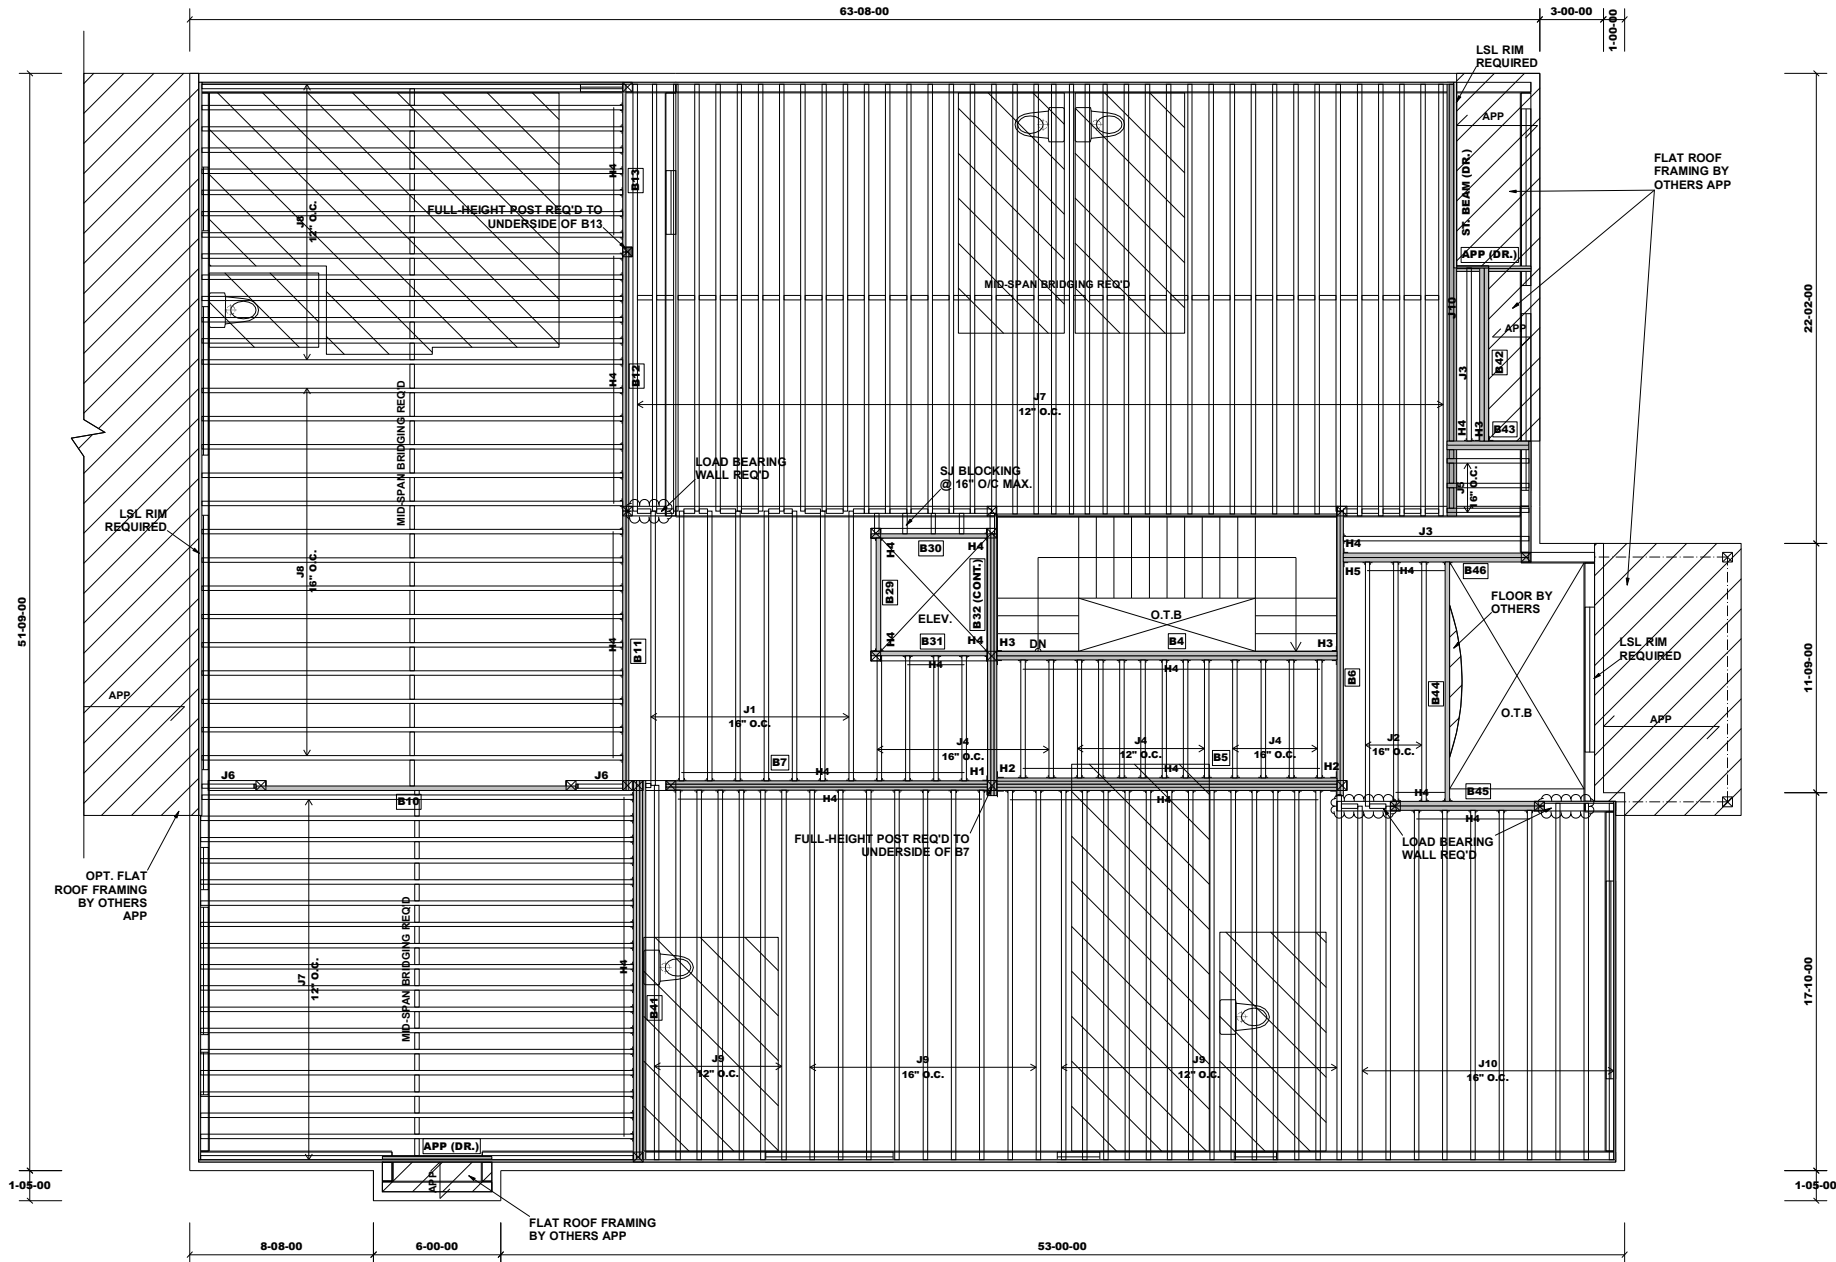 63-08-00
3-00-00
1-00-00
LSL RIM
REQUIRED
APP
ST. BEAM (DR.)
FLAT ROOF
FRAMING BY
OTHERS APP
H4
B13
J8
12" O.C.
FULL-HEIGHT POST REQ'D TO
UNDERSIDE OF B13
APP (DR.)
MID-SPAN BRIDGING REQ'D
J10
APP
22-02-00
B42
J3
H4
B12
J7
12" O.C.
MID-SPAN BRIDGING REQ'D
H4
H3
B43
LOAD BEARING
WALL REQ'D
SJ BLOCKING
@ 16" O/C MAX.
J5
16" O.C.
LSL RIM
REQUIRED
J3
H4
H4
B30
H4
J8
16" O.C.
B29
B32 (CONT.)
H5
H4
B46
FLOOR BY
OTHERS
ELEV.
O.T.B
51-09-00
H4
B11
H4
B31
H4
H3
DN
B4
H3
LSL RIM
REQUIRED
H4
H4
B6
B44
11-09-00
APP
J1
16" O.C.
O.T.B
APP
J4
16" O.C.
J4
12" O.C.
B5
J4
16" O.C.
J2
16" O.C.
J6
J6
B7
H4
H1
H2
H4
H2
B10
H4
H4
H4
B45
H4
FULL-HEIGHT POST REQ'D TO
UNDERSIDE OF B7
LOAD BEARING
WALL REQ'D
OPT. FLAT
ROOF FRAMING
BY OTHERS
APP
MID-SPAN BRIDGING REQ'D
J7
12" O.C.
H4
B41
17-10-00
J9
12" O.C.
J9
16" O.C.
J9
12" O.C.
J10
16" O.C.
APP (DR.)
APP
1-05-00
1-05-00
FLAT ROOF FRAMING
BY OTHERS APP
8-08-00
6-00-00
53-00-00